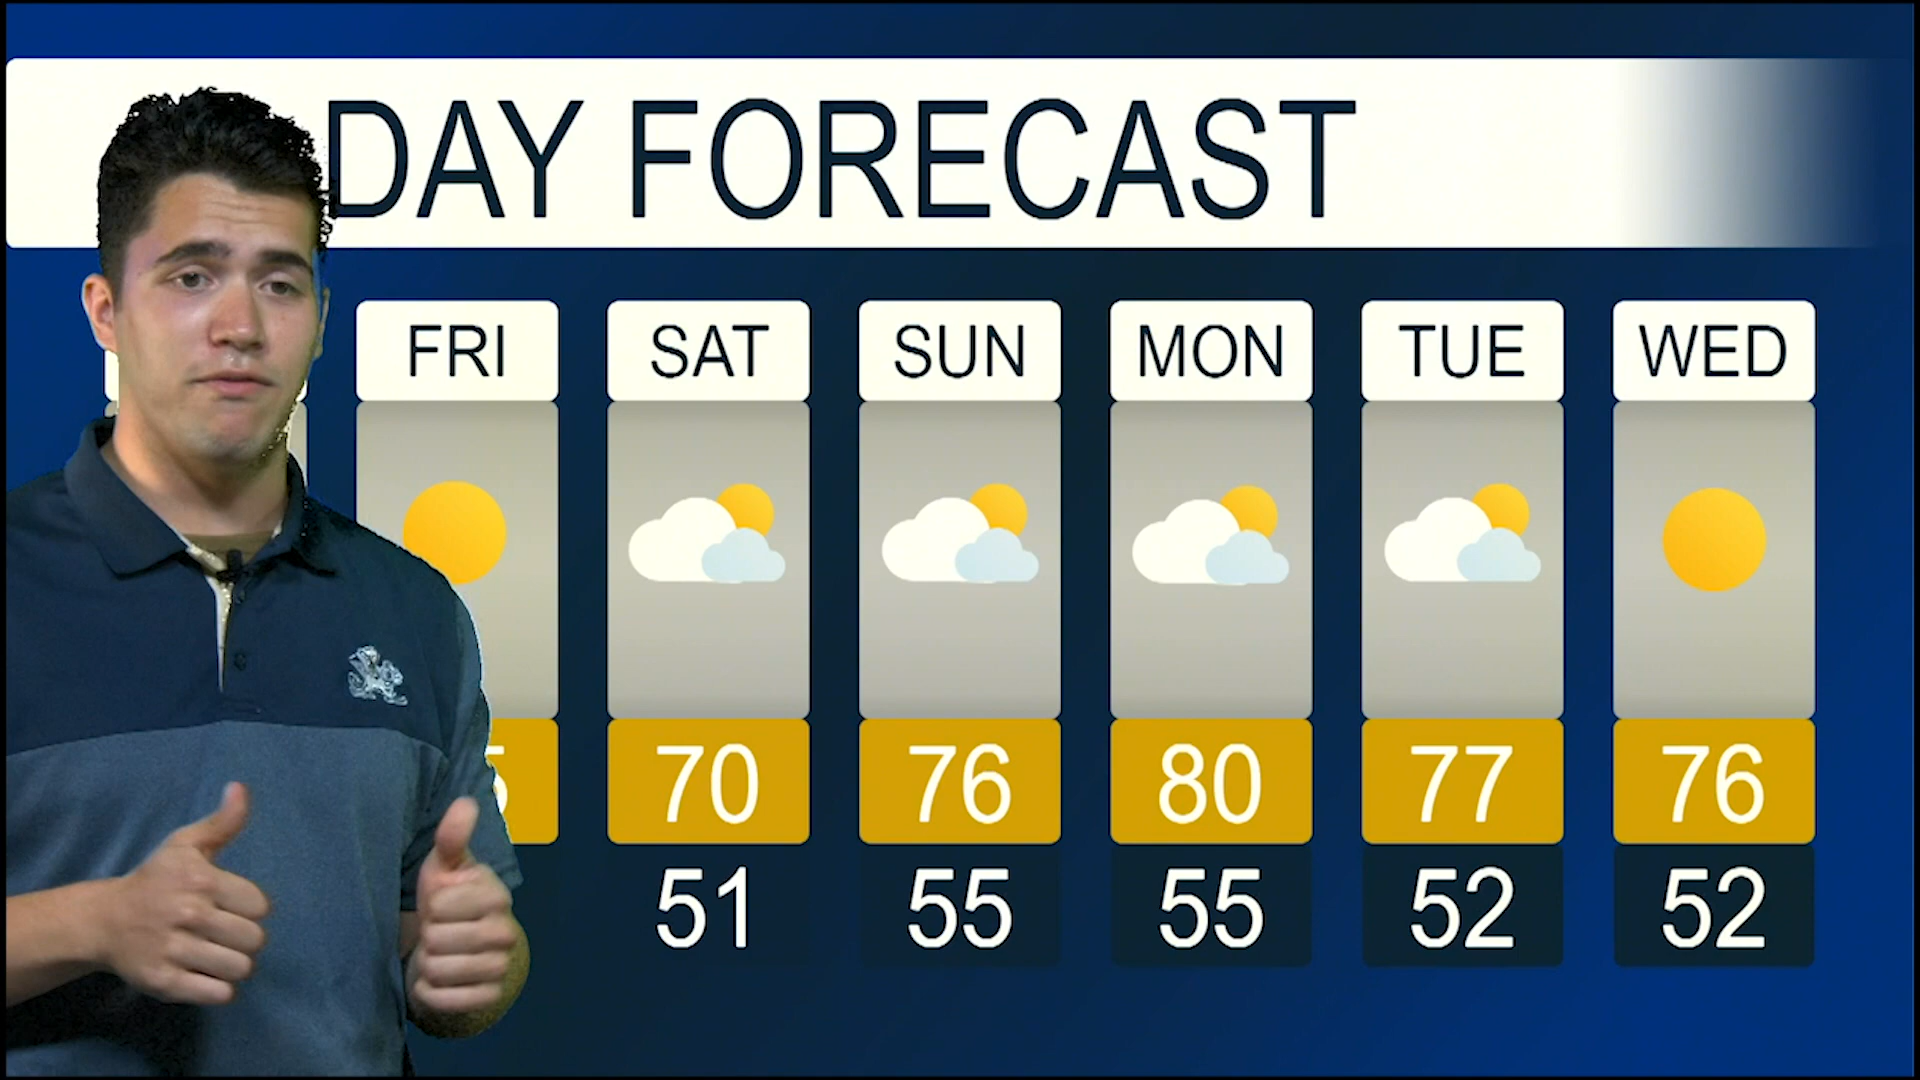 DAY FORECAST
FRI SAT SUN MON TUE WED
70 76 80 77 76
51 55 55 52 52